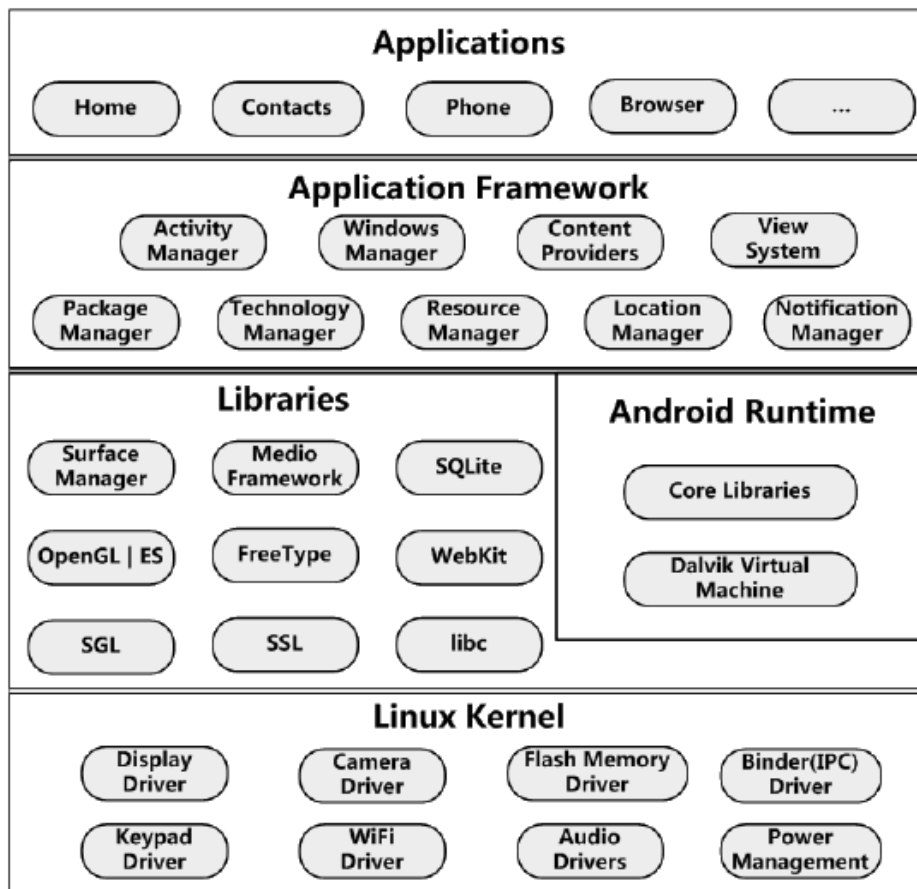 Applications
Home
Contacts
Phone
Browser
...
Application Framework
Activity
Manager
Windows
Manager
Content
Providers
View
System
Package
Manager
Technology
Manager
Resource
Manager
Location
Manager
Notification
Manager
Libraries
Surface
Manager
Medio
Framework
SQLite
OpenGL | ES
FreeType
WebKit
SGL
SSL
libc
Android Runtime
Core Libraries
Dalvik Virtual
Machine
Linux Kernel
Display
Driver
Camera
Driver
Flash Memory
Driver
Binder(IPC)
Driver
Keypad
Driver
WiFi
Driver
Audio
Drivers
Power
Management